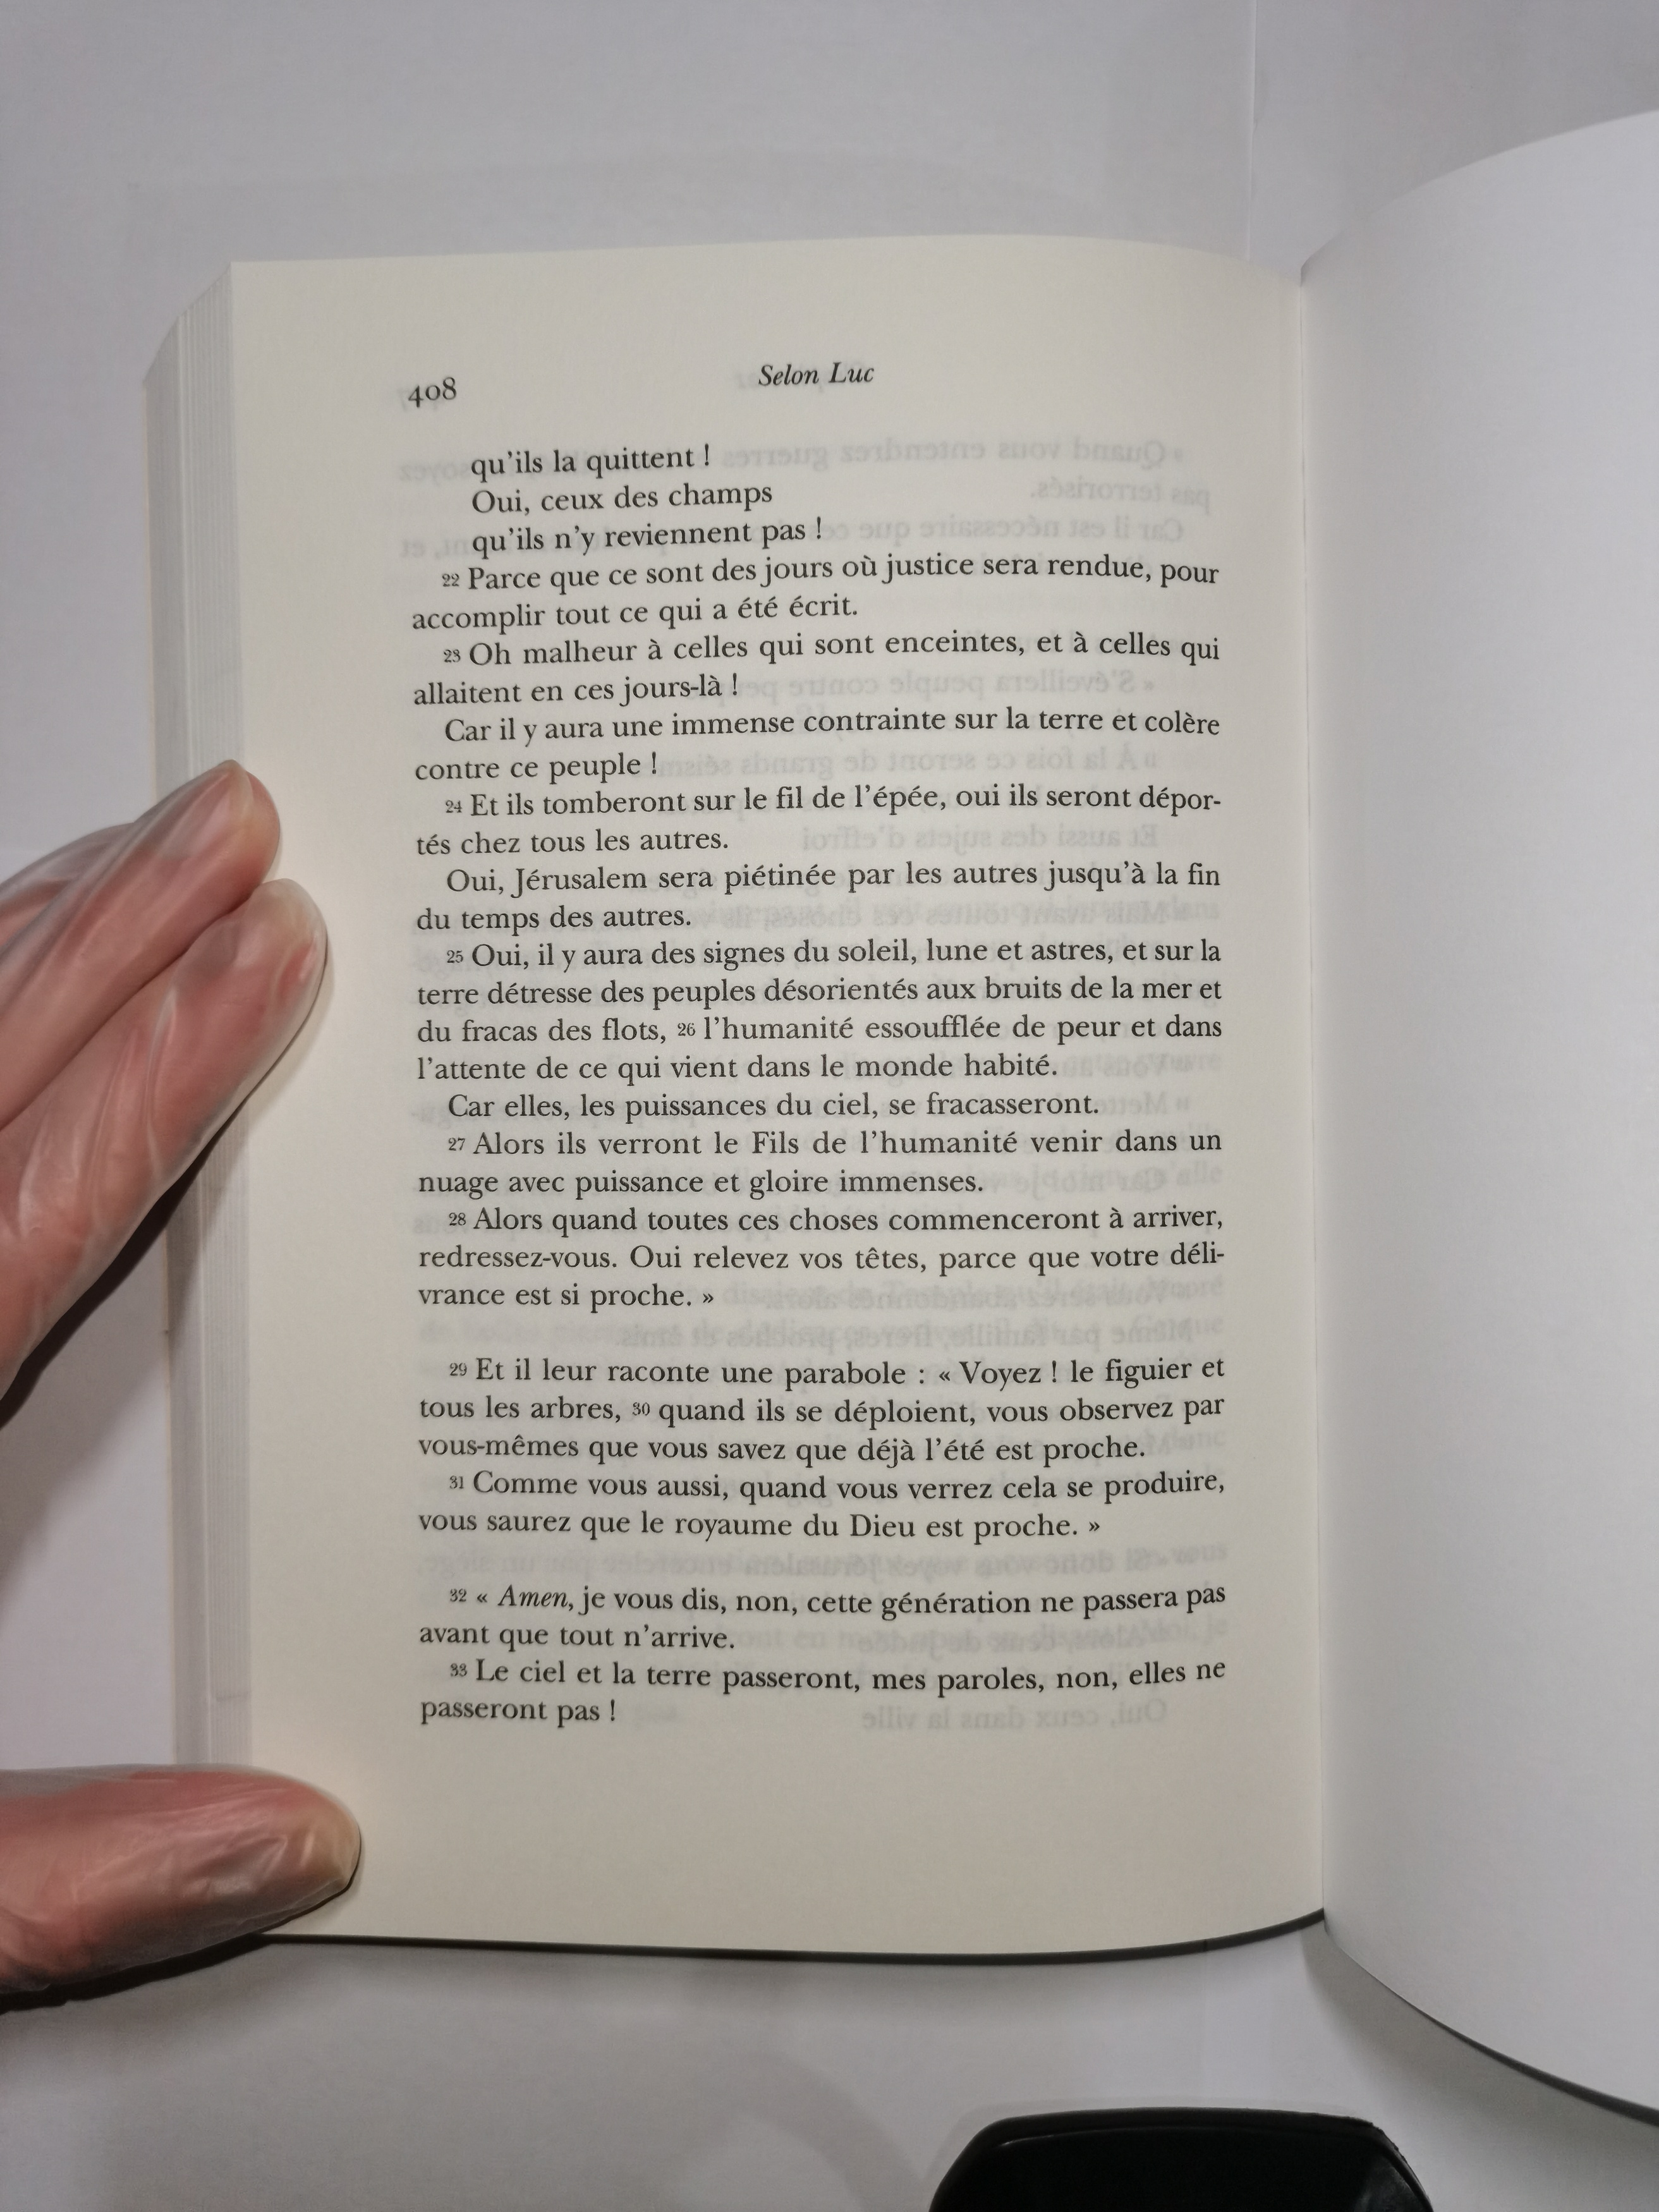 408
Selon Luc
qu'ils la quittent !
Oui, ceux des champs
qu'ils n'y reviennent pas !
22 Parce que ce sont des jours où justice sera rendue, pour
accomplir tout ce qui a été écrit.
23 Oh malheur à celles qui sont enceintes, et à celles qui
allaitent en ces jours-là !
Car il y aura une immense contrainte sur la terre et colère
contre ce peuple !
24 Et ils tomberont sur le fil de l'épée, oui ils seront dépor-
tés chez tous les autres.
Oui, Jérusalem sera piétinée par les autres jusqu'à la fin
du temps des autres.
25 Oui, il y aura des signes du soleil, lune et astres, et sur la
terre détresse des peuples désorientés aux bruits de la mer et
du fracas des flots, 26 l'humanité essoufflée de peur et dans
l'attente de ce qui vient dans le monde habité.
Car elles, les puissances du ciel, se fracasseront.
27 Alors ils verront le Fils de l'humanité venir dans un
nuage avec puissance et gloire immenses.
28 Alors quand toutes ces choses commenceront à arriver,
redressez-vous. Oui relevez vos têtes, parce que votre déli-
vrance est si proche. »
29 Et il leur raconte une parabole : « Voyez ! le figuier et
tous les arbres, 30 quand ils se déploient, vous observez par
vous-mêmes que vous savez que déjà l'été est proche.
31 Comme vous aussi, quand vous verrez cela se produire,
vous saurez que le royaume du Dieu est proche. »
32 « Amen, je vous dis, non, cette génération ne passera pas
avant que tout n'arrive.
33 Le ciel et la terre passeront, mes paroles, non, elles ne
passeront pas !